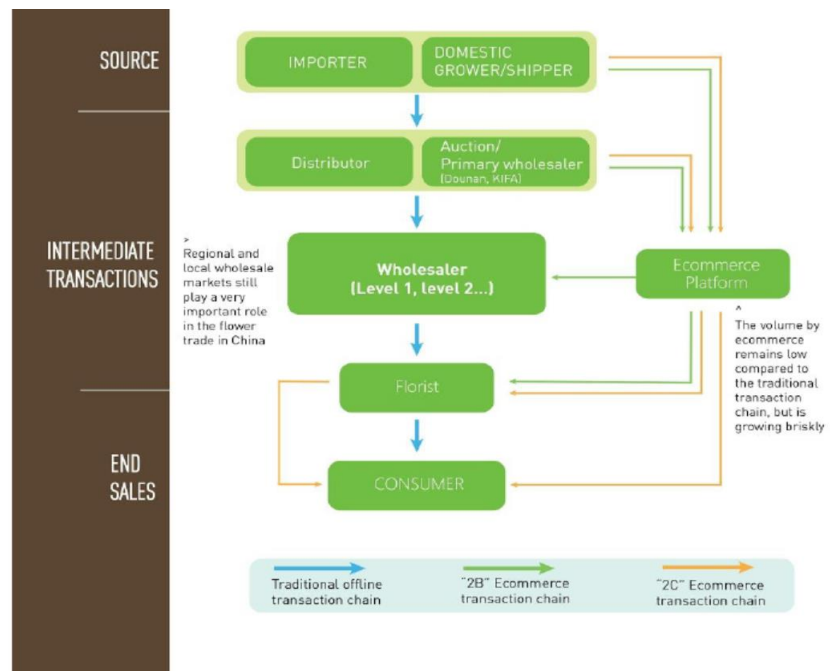 SOURCE
IMPORTER
DOMESTIC
GROWER/SHIPPER
Distributor
Auction/
Primary wholesaler
(Dounan, KIFA)
INTERMEDIATE
TRANSACTIONS
>
Regional and
local wholesale
markets still
play a very
important role
in the flower
trade in China
Wholesaler
(Level 1, level 2...)
Ecommerce
Platform
^
The volume by
ecommerce
remains low
compared to
the traditional
transaction
chain, but is
growing briskly
Florist
END
SALES
CONSUMER
Traditional offline
transaction chain
"2B" Ecommerce
transaction chain
"2C" Ecommerce
transaction chain